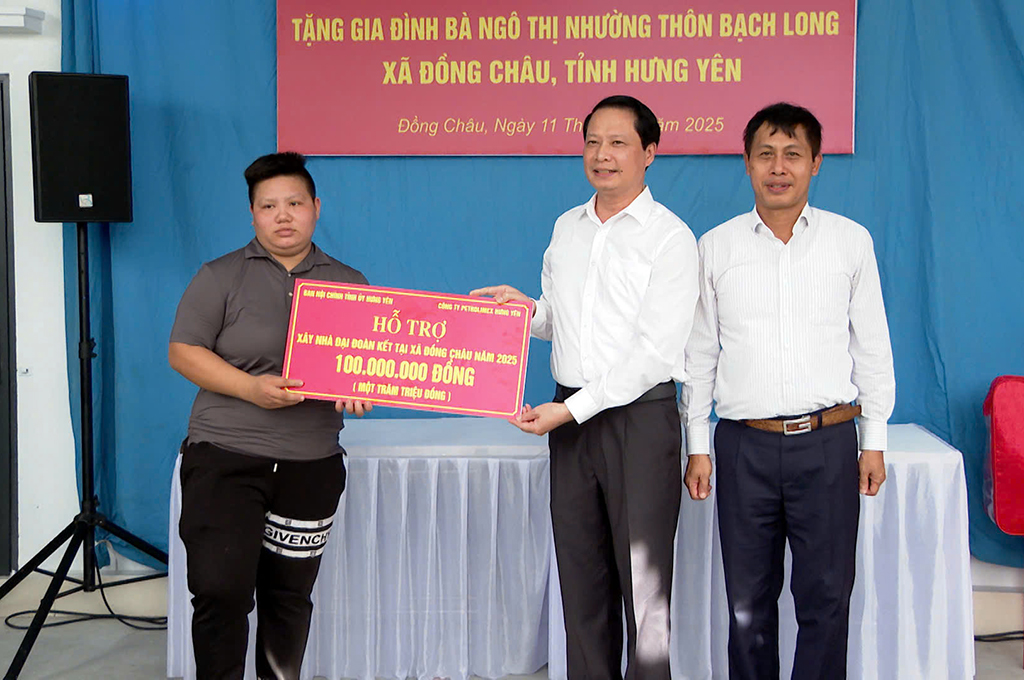 TẶNG GIA ĐÌNH BÀ NGÔ THỊ NHƯỜNG THÔN BẠCH LONG
XÃ ĐỒNG CHÂU, TỈNH HƯNG YÊN
Đồng Châu, Ngày 11 Th năm 2025
BAN NỘI CHÍNH TỈNH ỦY HƯNG YÊN
CÔNG TY PETROLIMEX HƯNG YÊN
HỖ TRỢ
XÂY NHÀ ĐẠI ĐOÀN KẾT TẠI XÃ ĐỒNG CHÂU NĂM 2025
100.000.000 ĐỒNG
( MỘT TRĂM TRIỆU ĐỒNG )
GIVENCHY